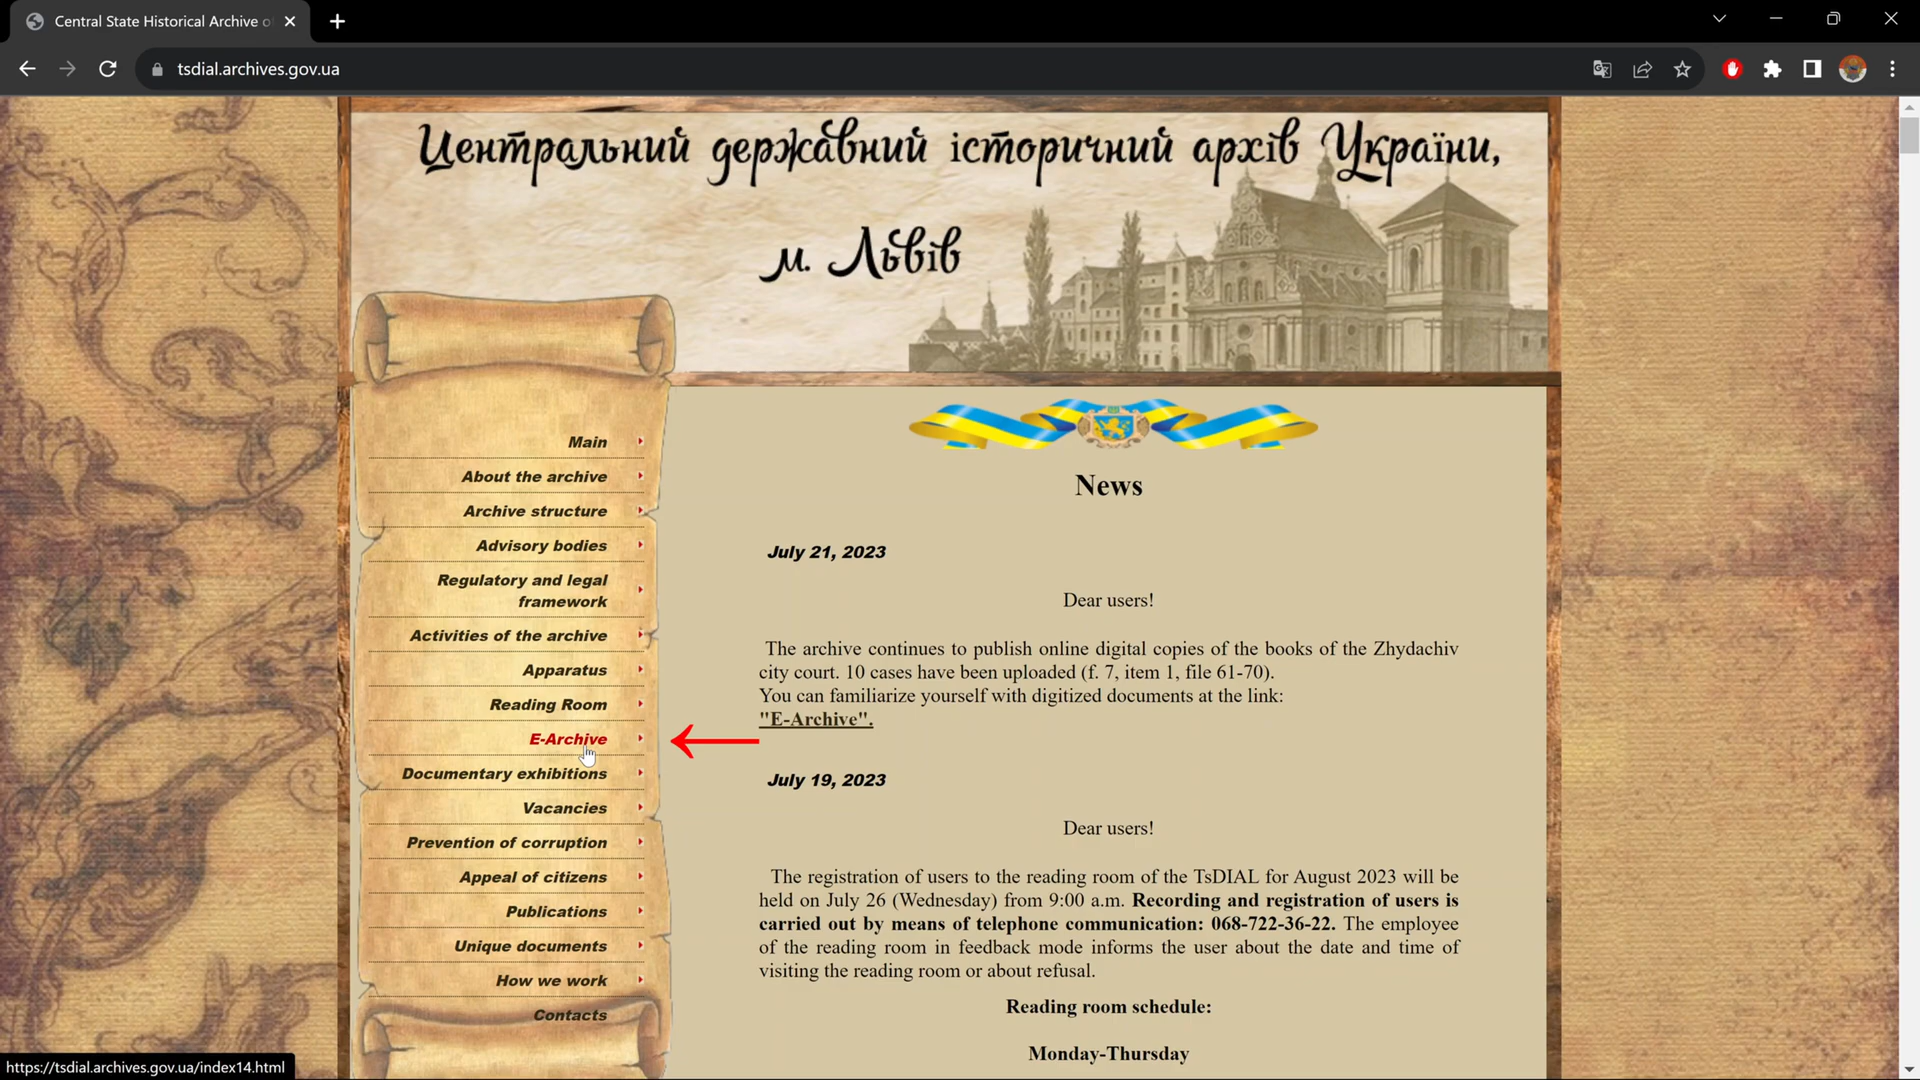 Central State Historical Archive o
tsdial.archives.gov.ua
Центральний державний історичний архів України,
м. Львів
Main
About the archive
Archive structure
Advisory bodies
Regulatory and legal
framework
Activities of the archive
Apparatus
Reading Room
E-Archive
Documentary exhibitions
Vacancies
Prevention of corruption
Appeal of citizens
Publications
Unique documents
How we work
Contacts
News
July 21, 2023
Dear users!
The archive continues to publish online digital copies of the books of the Zhydachiv
city court. 10 cases have been uploaded (f. 7, item 1, file 61-70).
You can familiarize yourself with digitized documents at the link:
"E-Archive".
July 19, 2023
Dear users!
The registration of users to the reading room of the TsDIAL for August 2023 will be
held on July 26 (Wednesday) from 9:00 a.m. Recording and registration of users is
carried out by means of telephone communication: 068-722-36-22. The employee
of the reading room in feedback mode informs the user about the date and time of
visiting the reading room or about refusal.
Reading room schedule:
Monday-Thursday
https://tsdial.archives.gov.ua/index14.html